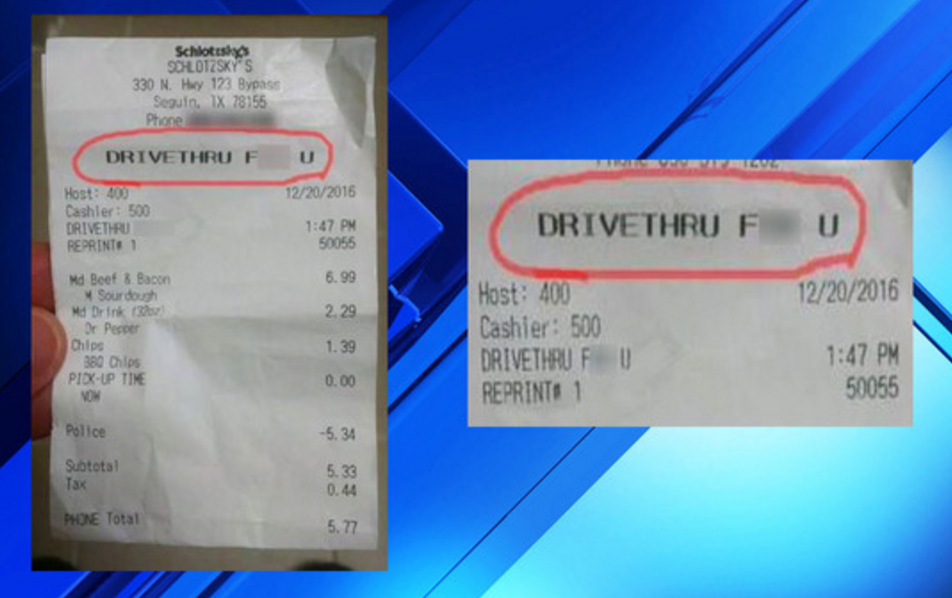 Schlotzsky's
SCHLOTZSKY'S
330 N. Hwy 123 Bypass
Seguin, TX 78155
Phone
DRIVETHRU F U
Host: 400 12/20/2016
Cashier: 500
DRIVETHRU 1:47 PM
REPRINT# 1 50055
Md Beef & Bacon 6.99
M Sourdough
Md Drink (32oz) 2.29
Dr Pepper
Chips 1.39
BBQ Chips
PICK-UP TIME 0.00
NOW
Police -5.34
Subtotal 5.33
Tax 0.44
PHONE Total 5.77
DRIVETHRU F U
Host: 400 12/20/2016
Cashier: 500
DRIVETHRU F U 1:47 PM
REPRINT# 1 50055